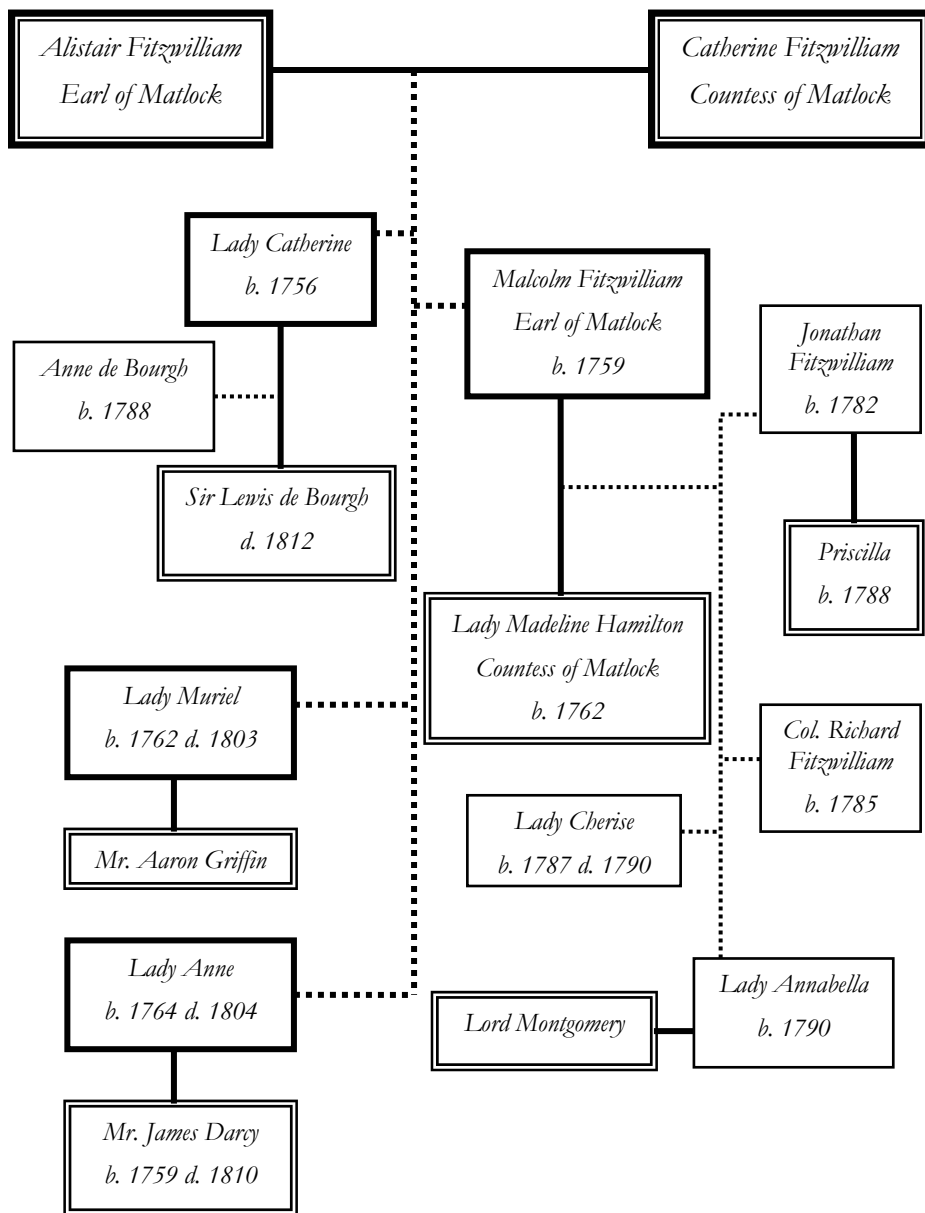 Alistair Fitzwilliam
Earl of Matlock
Catherine Fitzwilliam
Countess of Matlock
Lady Catherine
b. 1756
Malcolm Fitzwilliam
Earl of Matlock
b. 1759
Jonathan
Fitzwilliam
b. 1782
Anne de Bourgh
b. 1788
Sir Lewis de Bourgh
d. 1812
Priscilla
b. 1788
Lady Madeline Hamilton
Countess of Matlock
b. 1762
Lady Muriel
b. 1762 d. 1803
Col. Richard
Fitzwilliam
b. 1785
Mr. Aaron Griffin
Lady Cherise
b. 1787 d. 1790
Lady Anne
b. 1764 d. 1804
Lord Montgomery
Lady Annabella
b. 1790
Mr. James Darcy
b. 1759 d. 1810